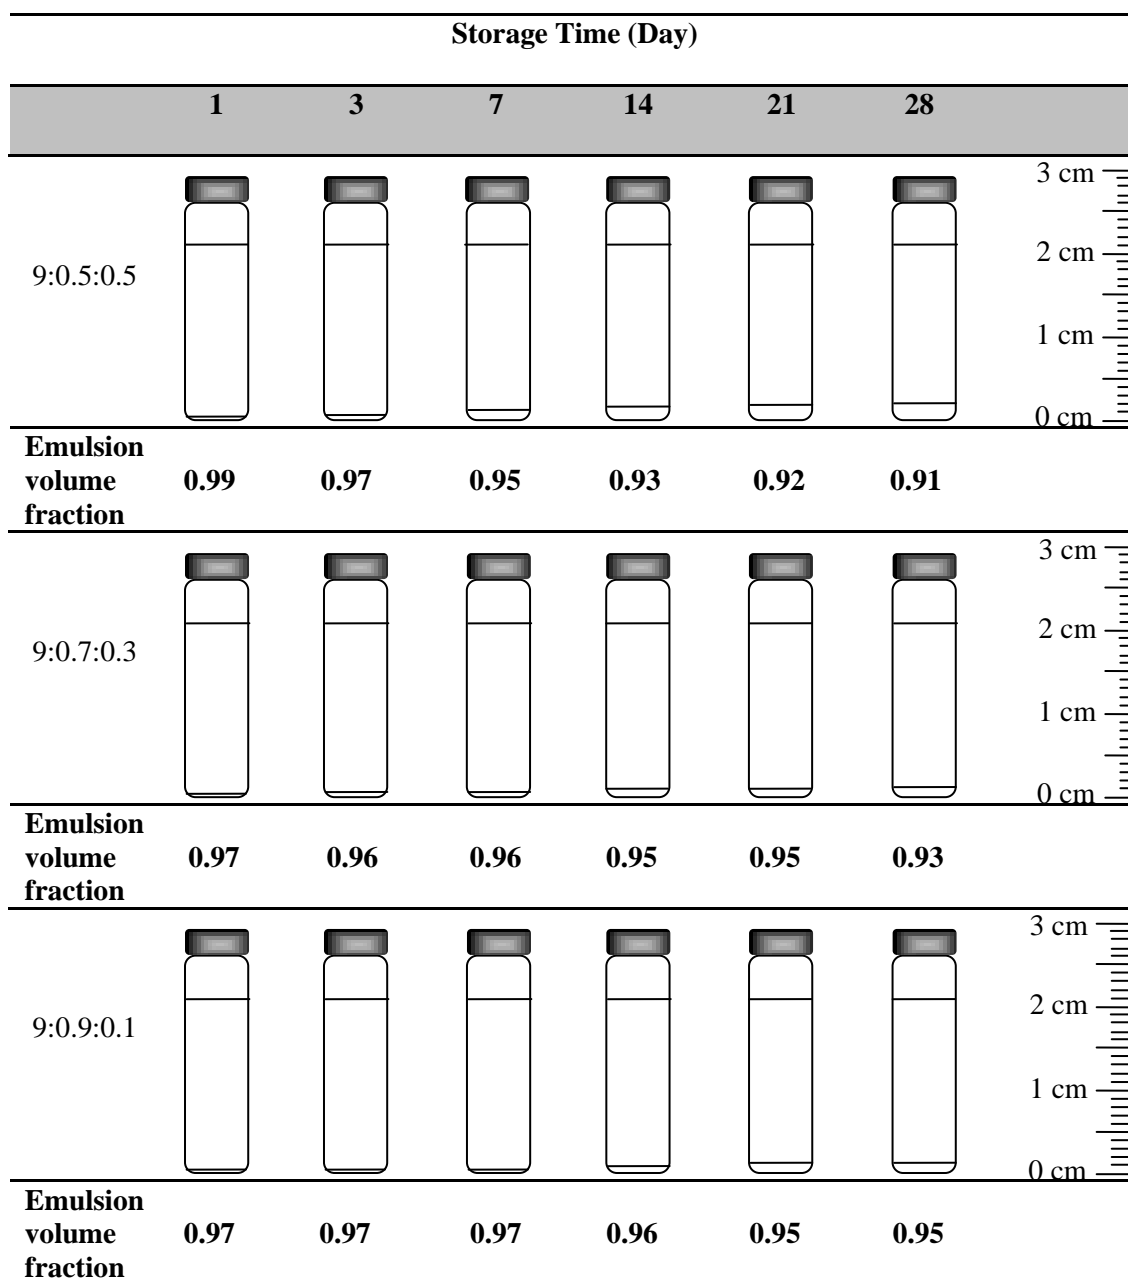 Storage Time (Day)
1 3 7 14 21 28
3 cm
2 cm
9:0.5:0.5
1 cm
0 cm
Emulsion
volume 0.99 0.97 0.95 0.93 0.92 0.91
fraction
3 cm
2 cm
9:0.7:0.3
1 cm
0 cm
Emulsion
volume 0.97 0.96 0.96 0.95 0.95 0.93
fraction
3 cm
2 cm
9:0.9:0.1
1 cm
0 cm
Emulsion
volume 0.97 0.97 0.97 0.96 0.95 0.95
fraction